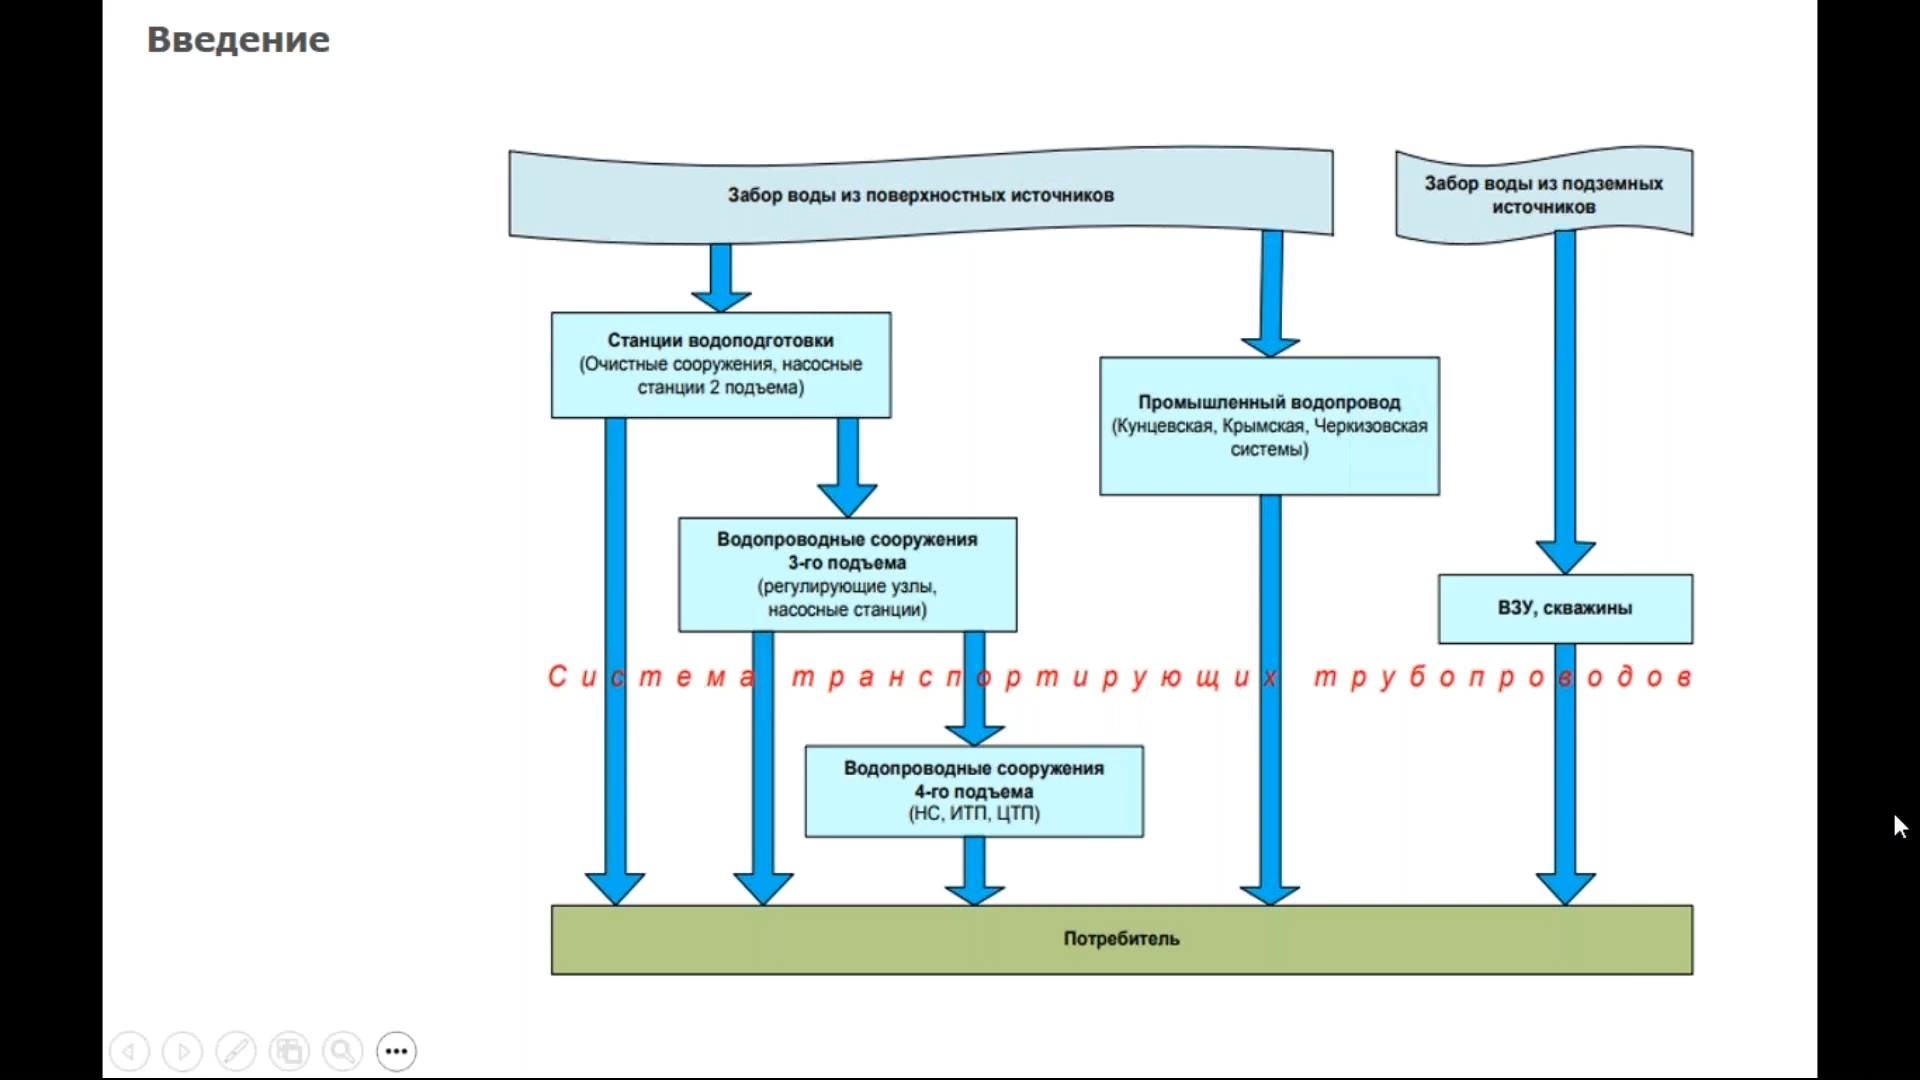 Введение
Забор воды из поверхностных источников
Забор воды из подземных
источников
Станции водоподготовки
(Очистные сооружения, насосные
станции 2 подъема)
Промышленный водопровод
(Кунцевская, Крымская, Черкизовская
системы)
Водопроводные сооружения
3-го подъема
(регулирующие узлы,
насосные станции)
ВЗУ, скважины
Система транспортирующих трубопроводов
Водопроводные сооружения
4-го подъема
(НС, ИТП, ЦТП)
Потребитель